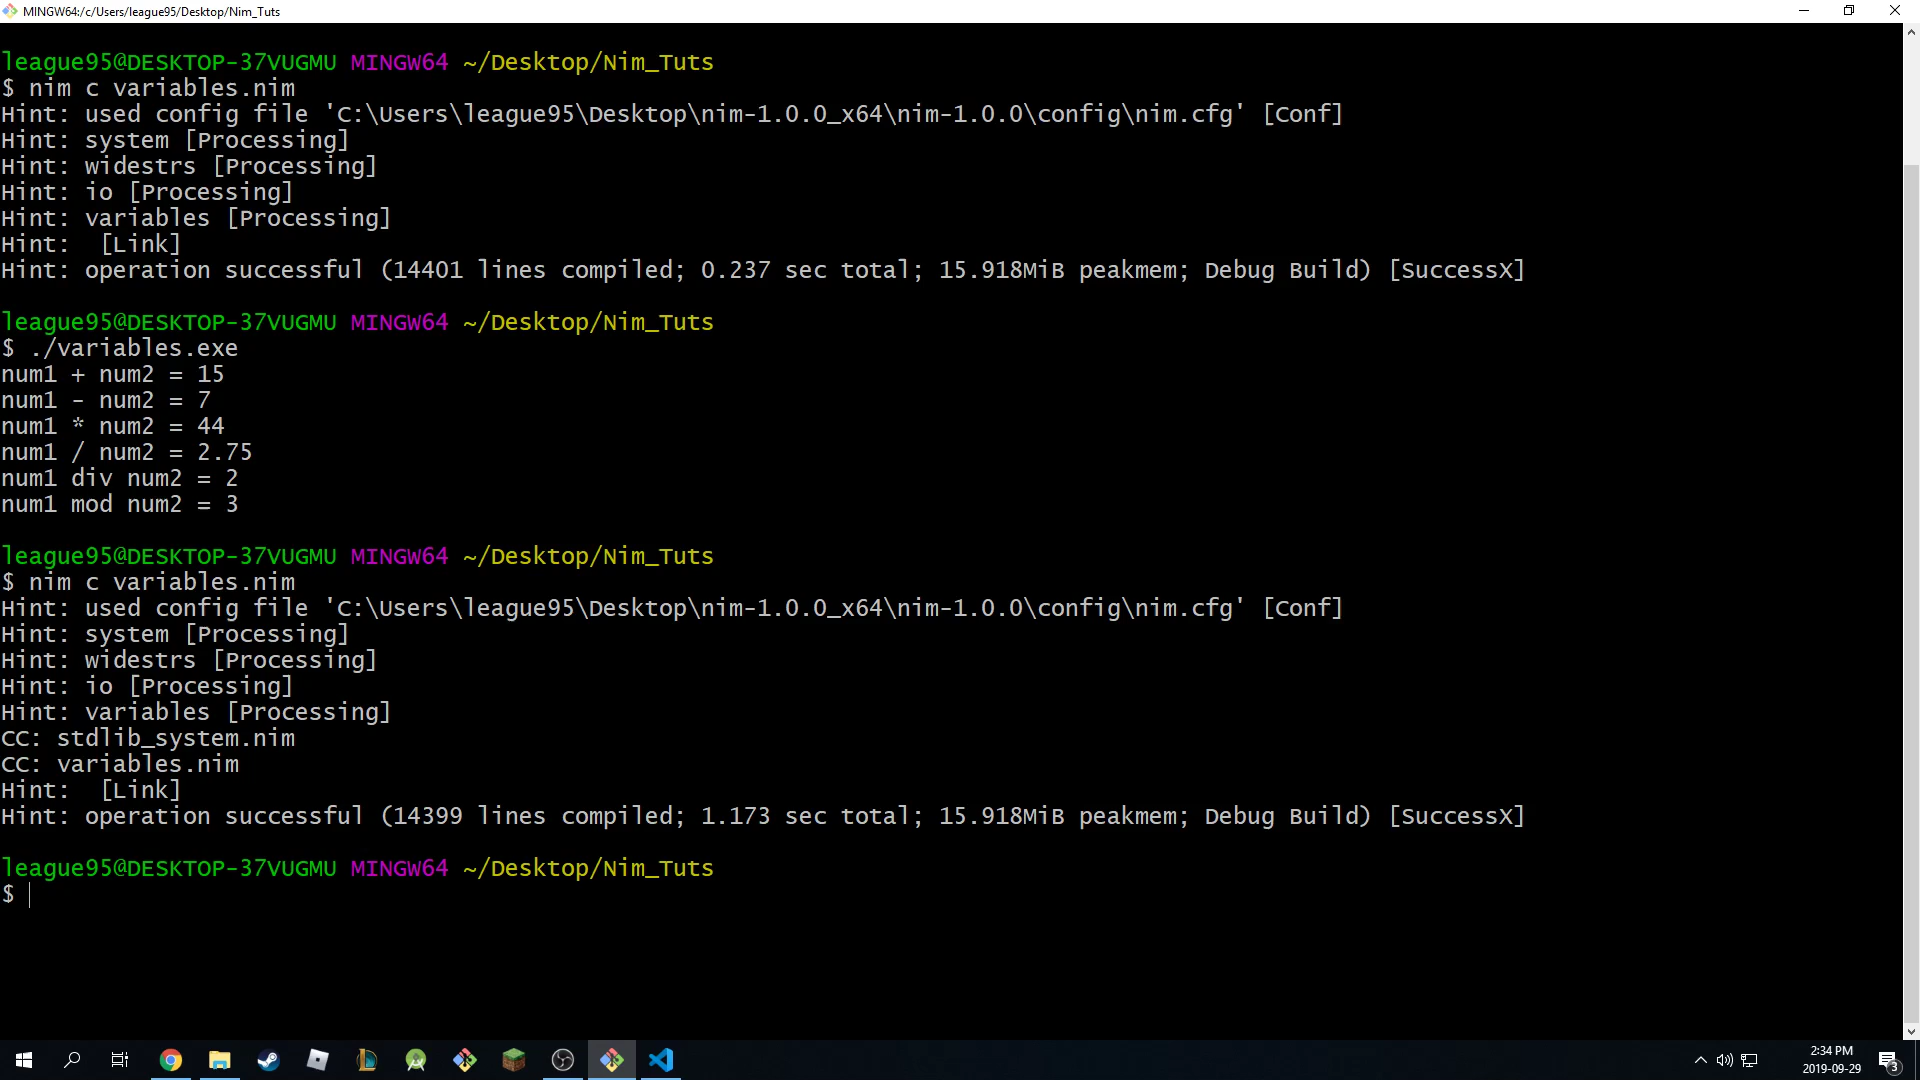 MINGW64:/c/Users/league95/Desktop/Nim_Tuts
league95@DESKTOP-37VUGMU MINGW64 ~/Desktop/Nim_Tuts
$ nim c variables.nim
Hint: used config file 'C:\Users\league95\Desktop\nim-1.0.0_x64\nim-1.0.0\config\nim.cfg' [Conf]
Hint: system [Processing]
Hint: widestrs [Processing]
Hint: io [Processing]
Hint: variables [Processing]
Hint:  [Link]
Hint: operation successful (14401 lines compiled; 0.237 sec total; 15.918MiB peakmem; Debug Build) [SuccessX]
league95@DESKTOP-37VUGMU MINGW64 ~/Desktop/Nim_Tuts
$ ./variables.exe
num1 + num2 = 15
num1 - num2 = 7
num1 * num2 = 44
num1 / num2 = 2.75
num1 div num2 = 2
num1 mod num2 = 3
league95@DESKTOP-37VUGMU MINGW64 ~/Desktop/Nim_Tuts
$ nim c variables.nim
Hint: used config file 'C:\Users\league95\Desktop\nim-1.0.0_x64\nim-1.0.0\config\nim.cfg' [Conf]
Hint: system [Processing]
Hint: widestrs [Processing]
Hint: io [Processing]
Hint: variables [Processing]
CC: stdlib_system.nim
CC: variables.nim
Hint:  [Link]
Hint: operation successful (14399 lines compiled; 1.173 sec total; 15.918MiB peakmem; Debug Build) [SuccessX]
league95@DESKTOP-37VUGMU MINGW64 ~/Desktop/Nim_Tuts
$
2:34 PM
2019-09-29
3